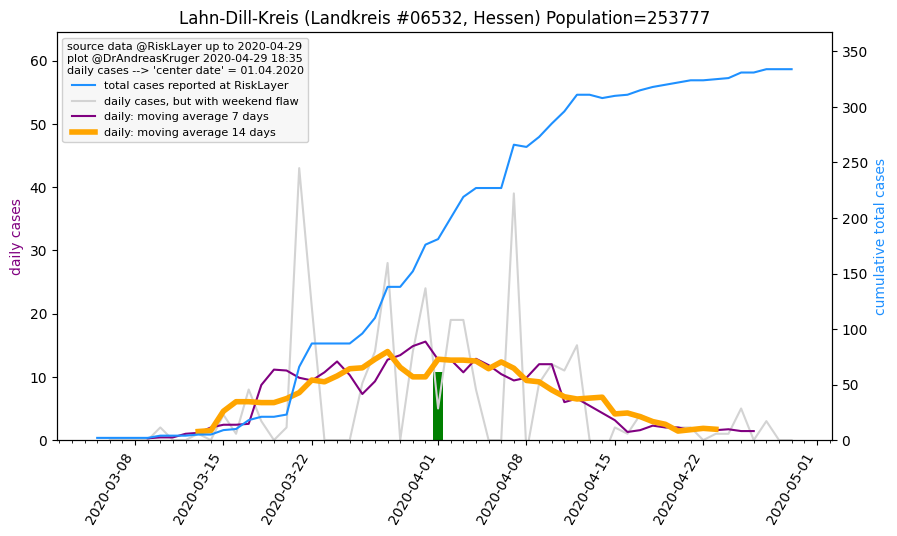 Lahn-Dill-Kreis (Landkreis #06532, Hessen) Population=253777
source data @RiskLayer up to 2020-04-29
plot @DrAndreasKruger 2020-04-29 18:35
daily cases --> 'center date' = 01.04.2020
total cases reported at RiskLayer
daily cases, but with weekend flaw
daily: moving average 7 days
daily: moving average 14 days
daily cases
60
50
40
30
20
10
0
cumulative total cases
350
300
250
200
150
100
50
0
2020-03-08
2020-03-15
2020-03-22
2020-04-01
2020-04-08
2020-04-15
2020-04-22
2020-05-01